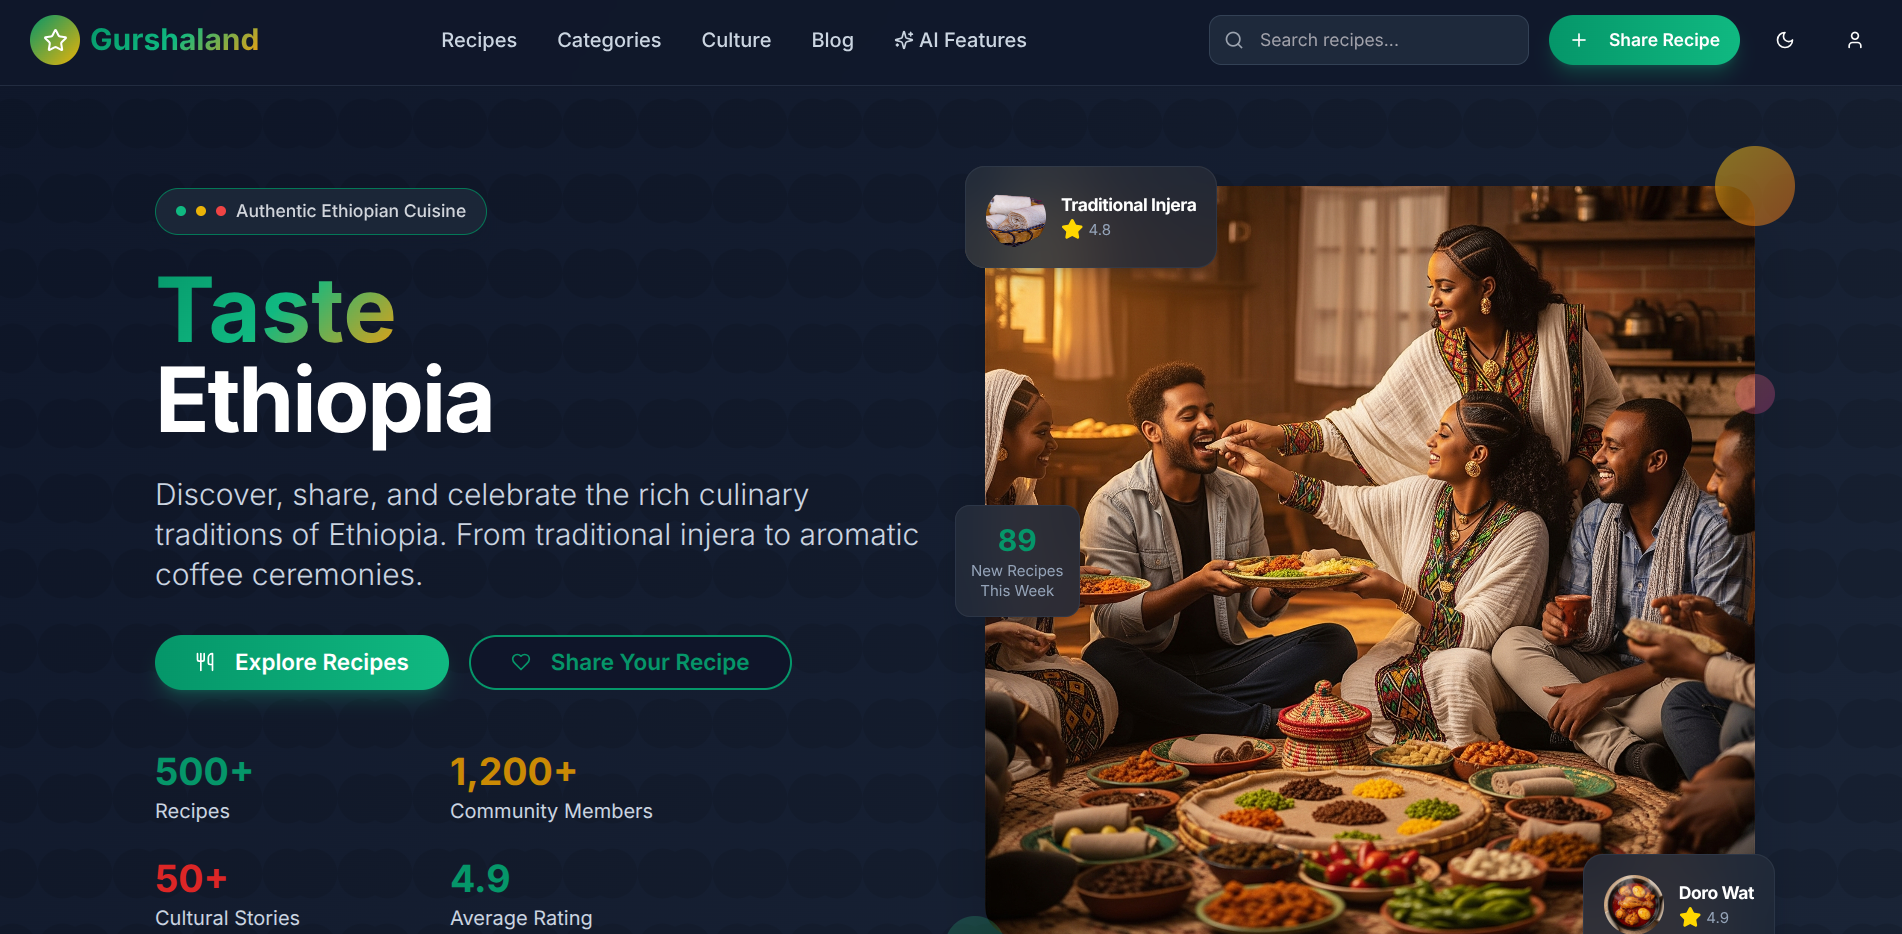 Gurshaland
Recipes
Categories
Culture
Blog
AI Features
Search recipes...
Share Recipe
Authentic Ethiopian Cuisine
Taste
Ethiopia
Discover, share, and celebrate the rich culinary
traditions of Ethiopia. From traditional injera to aromatic
coffee ceremonies.
Explore Recipes
Share Your Recipe
500+
Recipes
1,200+
Community Members
50+
Cultural Stories
4.9
Average Rating
Traditional Injera
4.8
89
New Recipes
This Week
Doro Wat
4.9